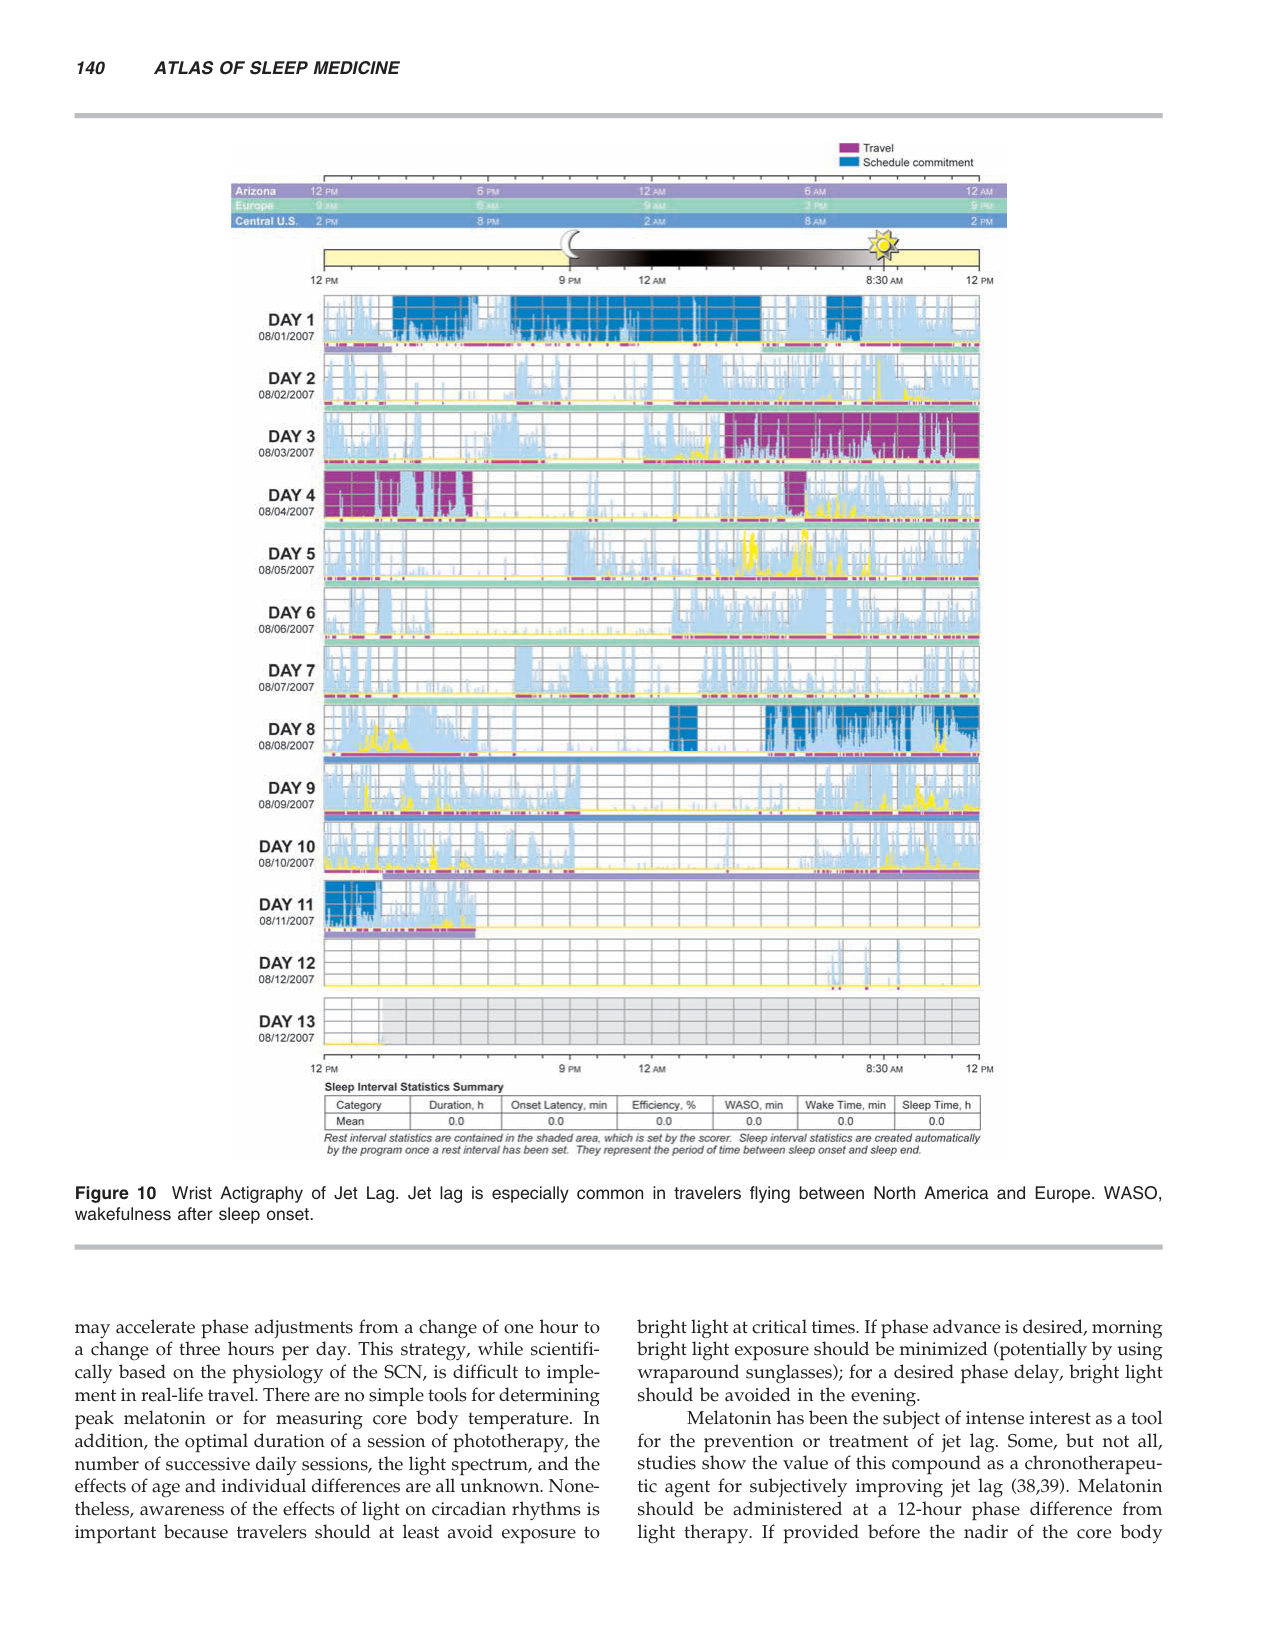 140 ATLAS OF SLEEP MEDICINE
Travel
Schedule commitment
Arizona 12 PM 6 PM 12 AM 6 AM 12 AM
Europe 9 AM 6 AM 9 AM 3 PM 9 PM
Central U.S. 2 PM 8 PM 2 AM 8 AM 2 PM
12 PM 9 PM 12 AM 8:30 AM 12 PM
DAY 1
08/01/2007
DAY 2
08/02/2007
DAY 3
08/03/2007
DAY 4
08/04/2007
DAY 5
08/05/2007
DAY 6
08/06/2007
DAY 7
08/07/2007
DAY 8
08/08/2007
DAY 9
08/09/2007
DAY 10
08/10/2007
DAY 11
08/11/2007
DAY 12
08/12/2007
DAY 13
08/12/2007
12 PM 9 PM 12 AM 8:30 AM 12 PM
Sleep Interval Statistics Summary
Category Duration, h Onset Latency, min Efficiency, % WASO, min Wake Time, min Sleep Time, h
Mean 0.0 0.0 0.0 0.0 0.0 0.0
Rest interval statistics are contained in the shaded area, which is set by the scorer. Sleep interval statistics are created automatically
by the program once a rest interval has been set. They represent the period of time between sleep onset and sleep end.
Figure 10 Wrist Actigraphy of Jet Lag. Jet lag is especially common in travelers flying between North America and Europe. WASO,
wakefulness after sleep onset.
may accelerate phase adjustments from a change of one hour to
a change of three hours per day. This strategy, while scientifi-
cally based on the physiology of the SCN, is difficult to imple-
ment in real-life travel. There are no simple tools for determining
peak melatonin or for measuring core body temperature. In
addition, the optimal duration of a session of phototherapy, the
number of successive daily sessions, the light spectrum, and the
effects of age and individual differences are all unknown. None-
theless, awareness of the effects of light on circadian rhythms is
important because travelers should at least avoid exposure to
bright light at critical times. If phase advance is desired, morning
bright light exposure should be minimized (potentially by using
wraparound sunglasses); for a desired phase delay, bright light
should be avoided in the evening.
Melatonin has been the subject of intense interest as a tool
for the prevention or treatment of jet lag. Some, but not all,
studies show the value of this compound as a chronotherapeu-
tic agent for subjectively improving jet lag (38,39). Melatonin
should be administered at a 12-hour phase difference from
light therapy. If provided before the nadir of the core body